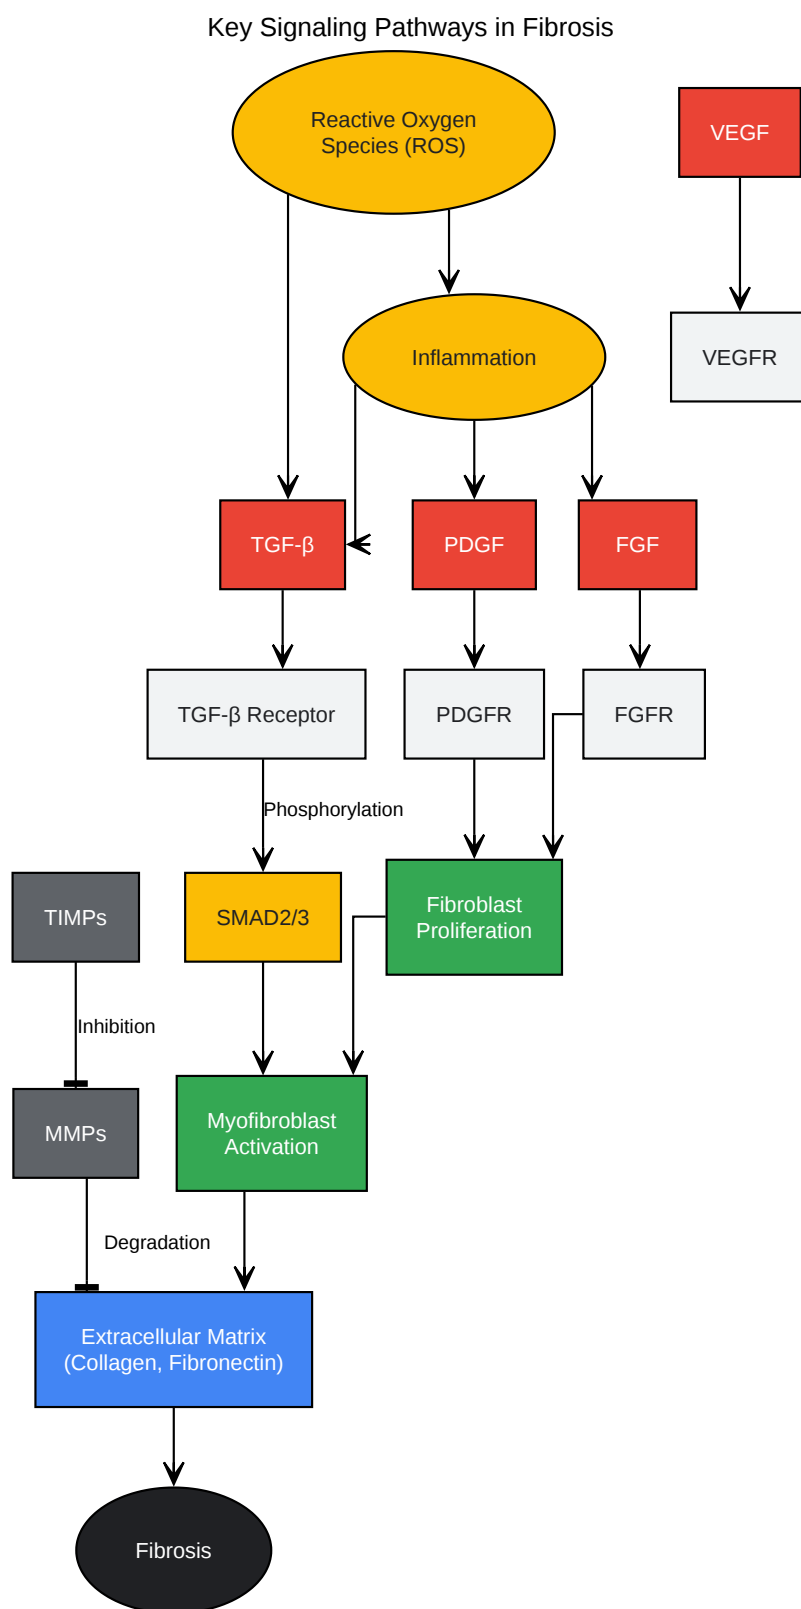 Key Signaling Pathways in Fibrosis
Reactive Oxygen
Species (ROS)
VEGF
Inflammation
VEGFR
TGF-β
PDGF
FGF
TGF-β Receptor
PDGFR
FGFR
Phosphorylation
TIMPs
SMAD2/3
Fibroblast
Proliferation
Inhibition
MMPs
Myofibroblast
Activation
Degradation
Extracellular Matrix
(Collagen, Fibronectin)
Fibrosis